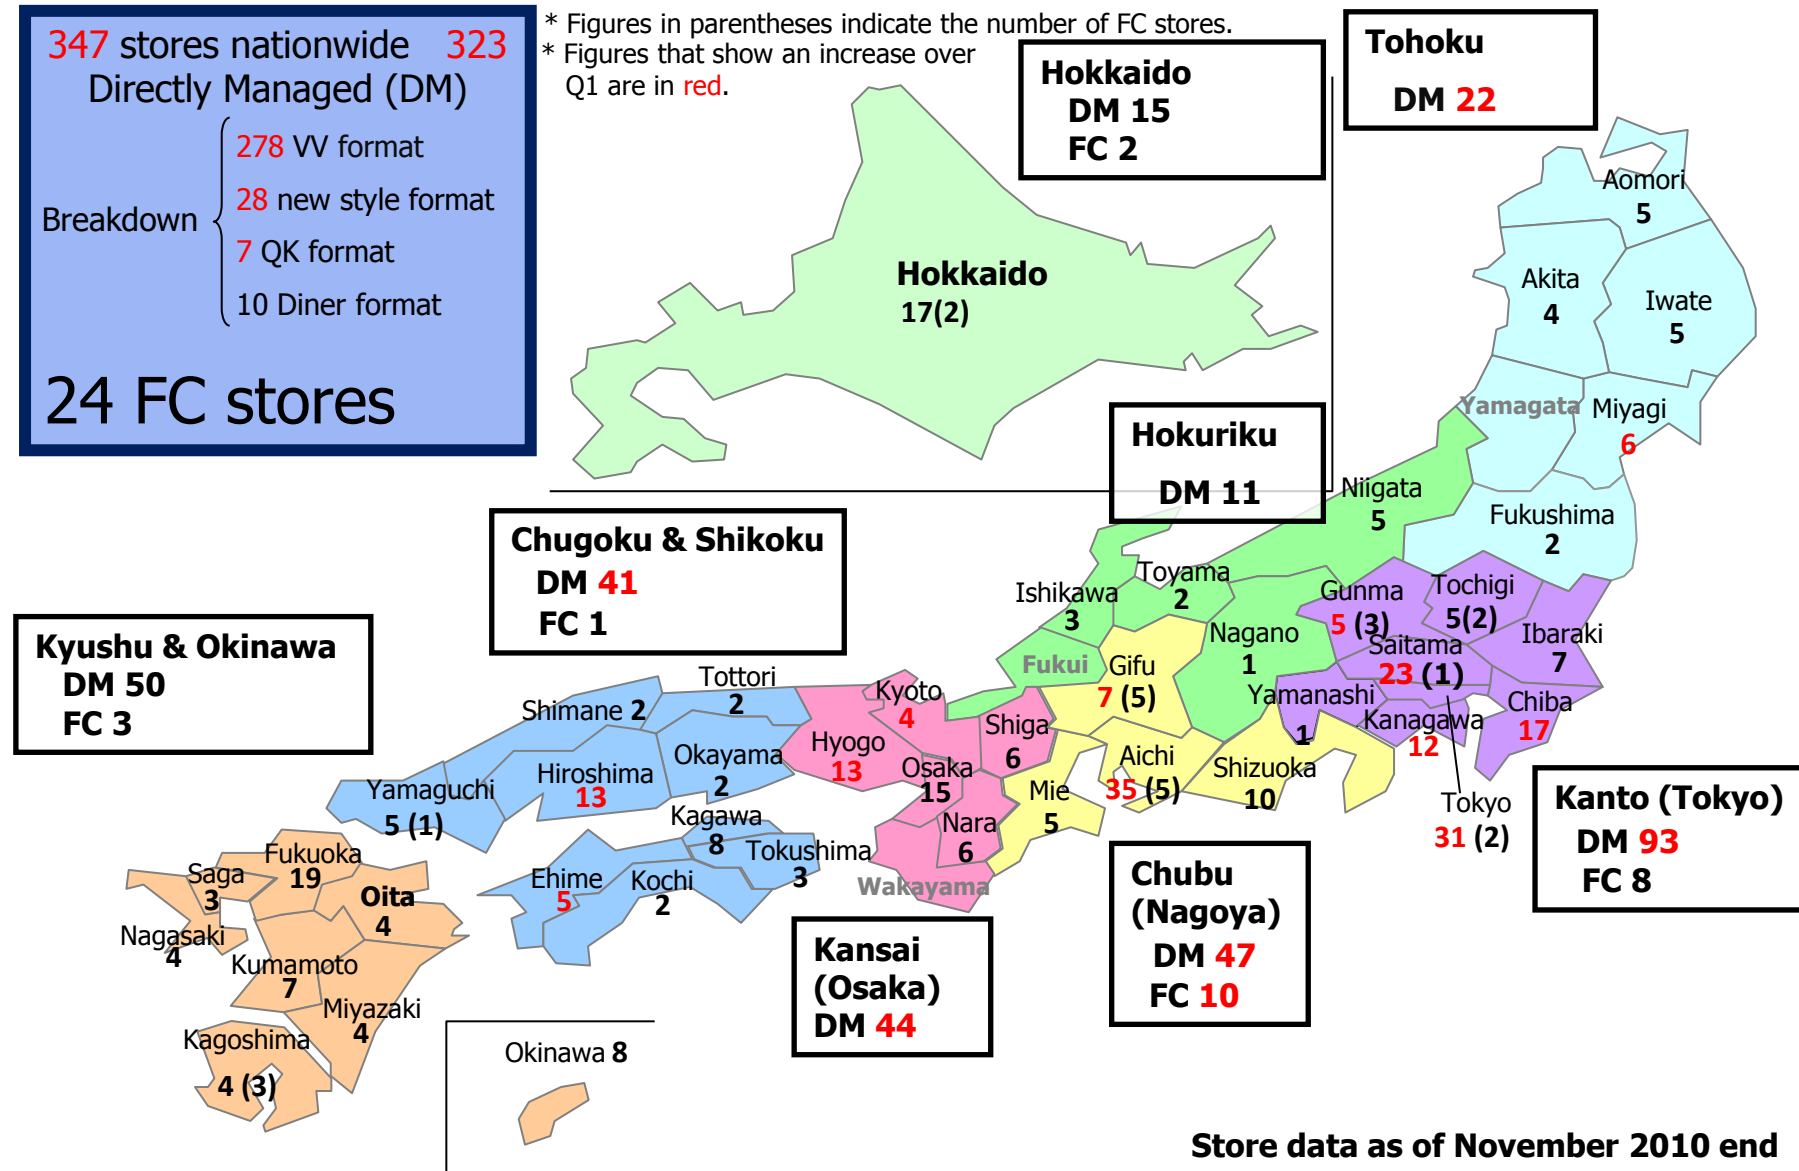 347 stores nationwide 323
Directly Managed (DM)
Breakdown
278 VV format
28 new style format
7 QK format
10 Diner format
24 FC stores
* Figures in parentheses indicate the number of FC stores.
* Figures that show an increase over
Q1 are in red.
Hokkaido
DM 15
FC 2
Tohoku
DM 22
Hokkaido
17(2)
Aomori
5
Akita
4
Iwate
5
Yamagata
Miyagi
6
Fukushima
2
Hokuriku
DM 11
Niigata
5
Toyama
2
Ishikawa
3
Fukui
Nagano
1
Chugoku & Shikoku
DM 41
FC 1
Kyushu & Okinawa
DM 50
FC 3
Gunma
5 (3)
Tochigi
5(2)
Ibaraki
7
Saitama
23 (1)
Chiba
17
Yamanashi
1
Kanagawa
12
Tokyo
31 (2)
Kanto (Tokyo)
DM 93
FC 8
Gifu
7 (5)
Aichi
35 (5)
Shizuoka
10
Mie
5
Chubu
(Nagoya)
DM 47
FC 10
Kyoto
4
Shiga
6
Hyogo
13
Osaka
15
Nara
6
Wakayama
Kansai
(Osaka)
DM 44
Tottori
2
Shimane 2
Okayama
2
Hiroshima
13
Yamaguchi
5 (1)
Kagawa
8
Tokushima
3
Ehime
5
Kochi
2
Fukuoka
19
Saga
3
Oita
4
Nagasaki
4
Kumamoto
7
Miyazaki
4
Kagoshima
4 (3)
Okinawa 8
Store data as of November 2010 end